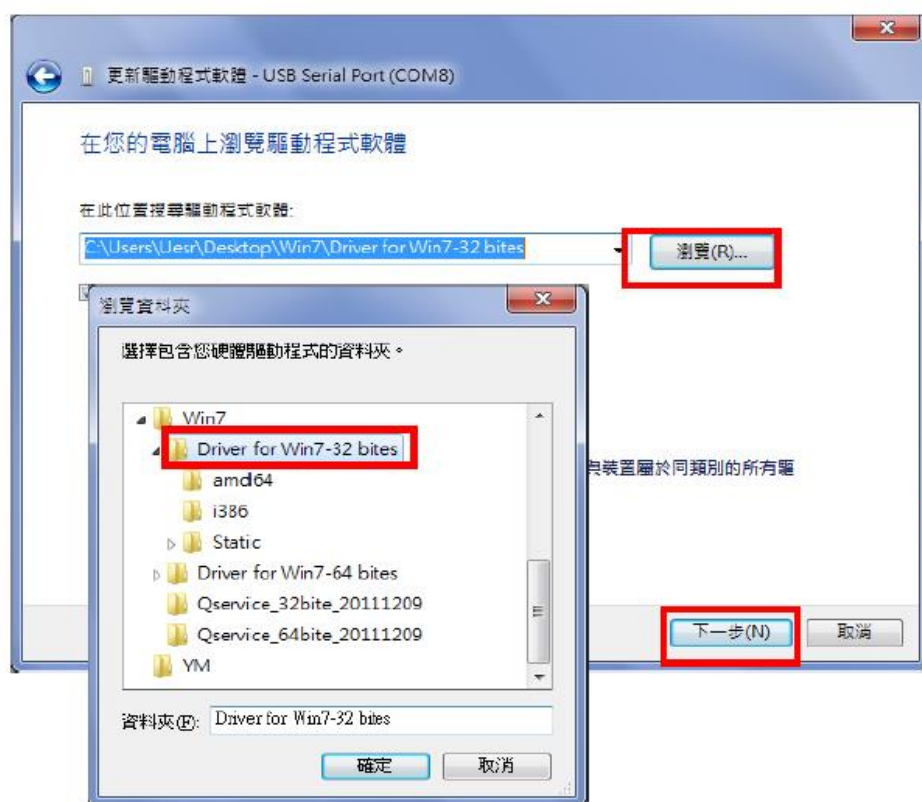 更新驅動程式軟體 - USB Serial Port (COM8)
在您的電腦上瀏覽驅動程式軟體
在此位置搜尋驅動程式軟體:
C:\Users\Uesr\Desktop\Win7\Driver for Win7-32 bites
瀏覽(R)...
瀏覽資料夾
選擇包含您硬體驅動程式的資料夾。
Win7
Driver for Win7-32 bites
amd64
i386
Static
Driver for Win7-64 bites
Qservice_32bite_20111209
Qservice_64bite_20111209
YM
與裝置屬於同類別的所有驅
資料夾(F): Driver for Win7-32 bites
確定
取消
下一步(N)
取消